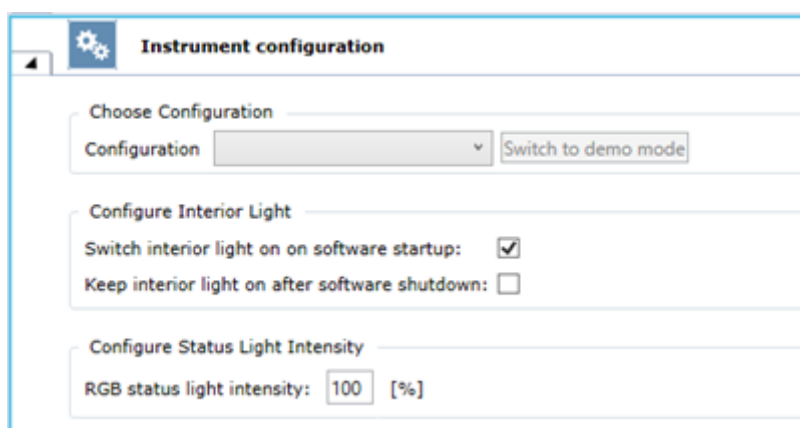 Instrument configuration
Choose Configuration
Configuration Switch to demo mode
Configure Interior Light
Switch interior light on on software startup:
Keep interior light on after software shutdown:
Configure Status Light Intensity
RGB status light intensity: 100 [%]